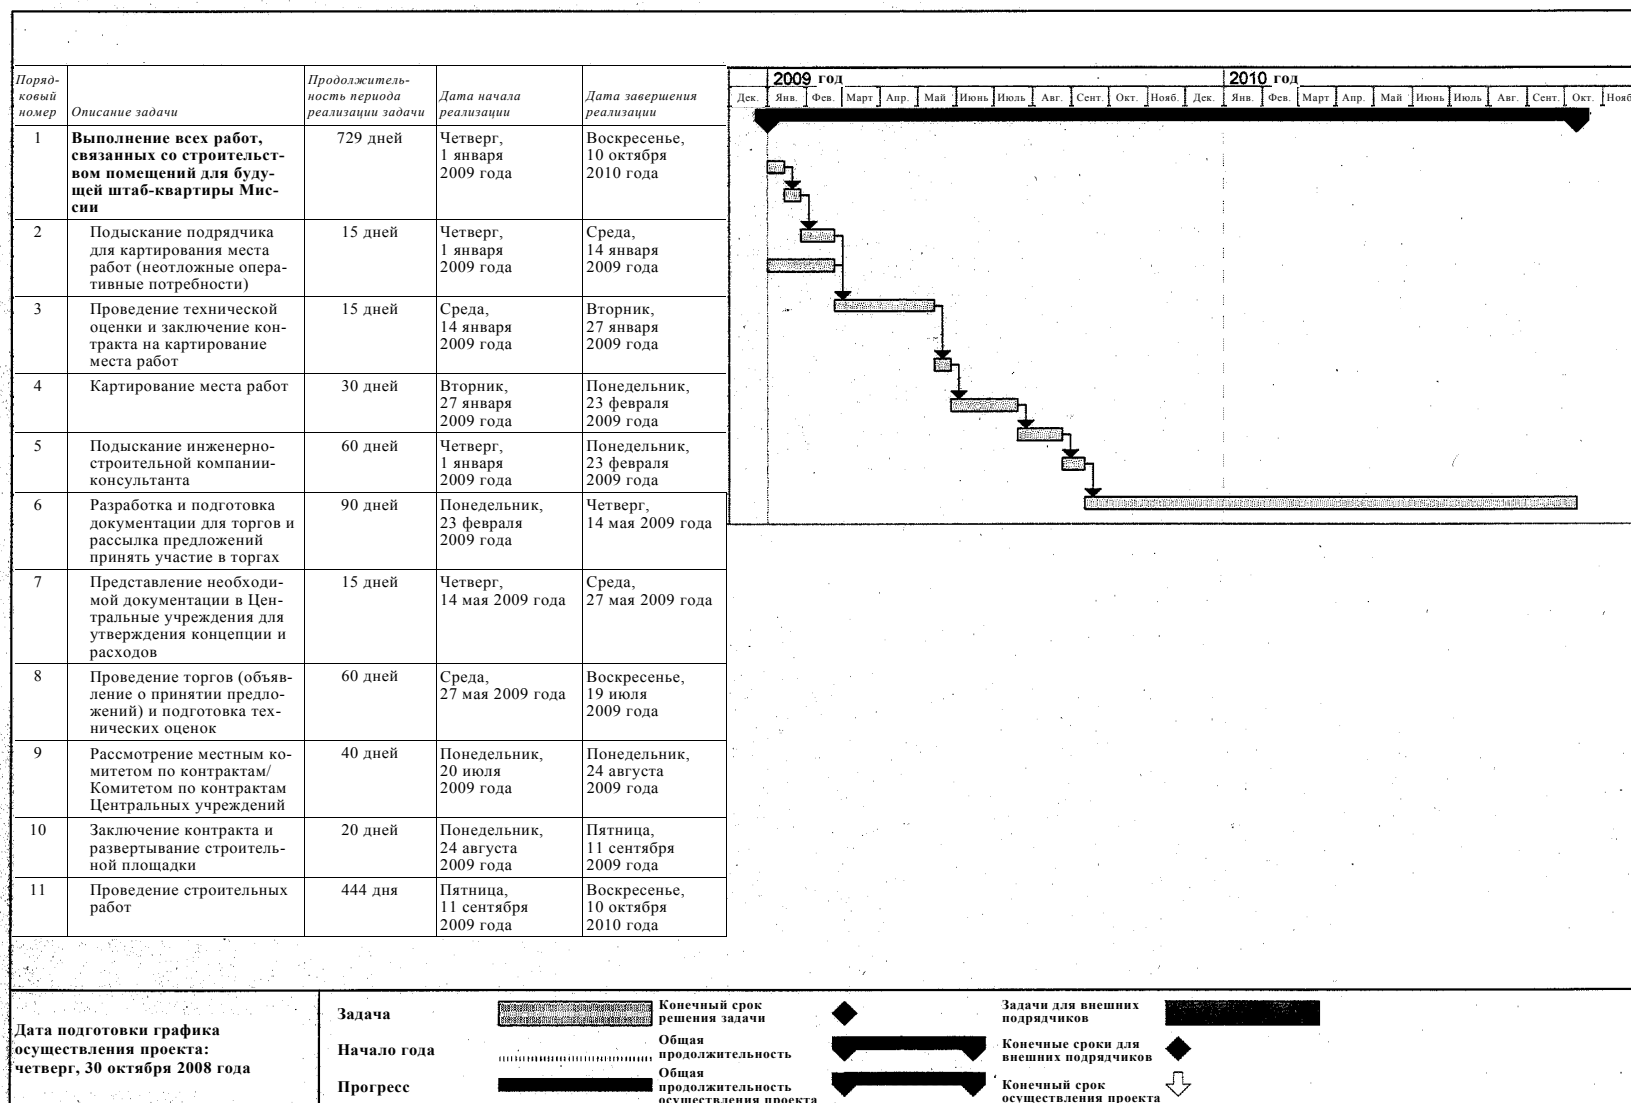 Поряд-
ковый
номер
Описание задачи
Продолжитель-
ность периода
реализации задачи
Дата начала
реализации
Дата завершения
реализации
2009 год
2010 год
Дек. Янв. Фев. Март Апр. Май Июнь Июль Авг. Сент. Окт. Нояб. Дек. Янв. Фев. Март Апр. Май Июнь Июль Авг. Сент. Окт. Нояб
1
Выполнение всех работ,
связанных со строительст-
вом помещений для буду-
щей штаб-квартиры Мис-
сии
729 дней
Четверг,
1 января
2009 года
Воскресенье,
10 октября
2010 года
2
Подыскание подрядчика
для картирования места
работ (неотложные опера-
тивные потребности)
15 дней
Четверг,
1 января
2009 года
Среда,
14 января
2009 года
3
Проведение технической
оценки и заключение кон-
тракта на картирование
места работ
15 дней
Среда,
14 января
2009 года
Вторник,
27 января
2009 года
4
Картирование места работ
30 дней
Вторник,
27 января
2009 года
Понедельник,
23 февраля
2009 года
5
Подыскание инженерно-
строительной компании-
консультанта
60 дней
Четверг,
1 января
2009 года
Понедельник,
23 февраля
2009 года
6
Разработка и подготовка
документации для торгов и
рассылка предложений
принять участие в торгах
90 дней
Понедельник,
23 февраля
2009 года
Четверг,
14 мая 2009 года
7
Представление необходи-
мой документации в Цен-
тральные учреждения для
утверждения концепции и
расходов
15 дней
Четверг,
14 мая 2009 года
Среда,
27 мая 2009 года
8
Проведение торгов (объяв-
ление о принятии предло-
жений) и подготовка тех-
нических оценок
60 дней
Среда,
27 мая 2009 года
Воскресенье,
19 июля
2009 года
9
Рассмотрение местным ко-
митетом по контрактам/
Комитетом по контрактам
Центральных учреждений
40 дней
Понедельник,
20 июля
2009 года
Понедельник,
24 августа
2009 года
10
Заключение контракта и
развертывание строитель-
ной площадки
20 дней
Понедельник,
24 августа
2009 года
Пятница,
11 сентября
2009 года
11
Проведение строительных
работ
444 дня
Пятница,
11 сентября
2009 года
Воскресенье,
10 октября
2010 года
Дата подготовки графика
осуществления проекта:
четверг, 30 октября 2008 года
Задача
Начало года
Прогресс
Конечный срок
решения задачи
Общая
продолжительность
Общая
продолжительность
осуществления проекта
Задачи для внешних
подрядчиков
Конечные сроки для
внешних подрядчиков
Конечный срок
осуществления проекта